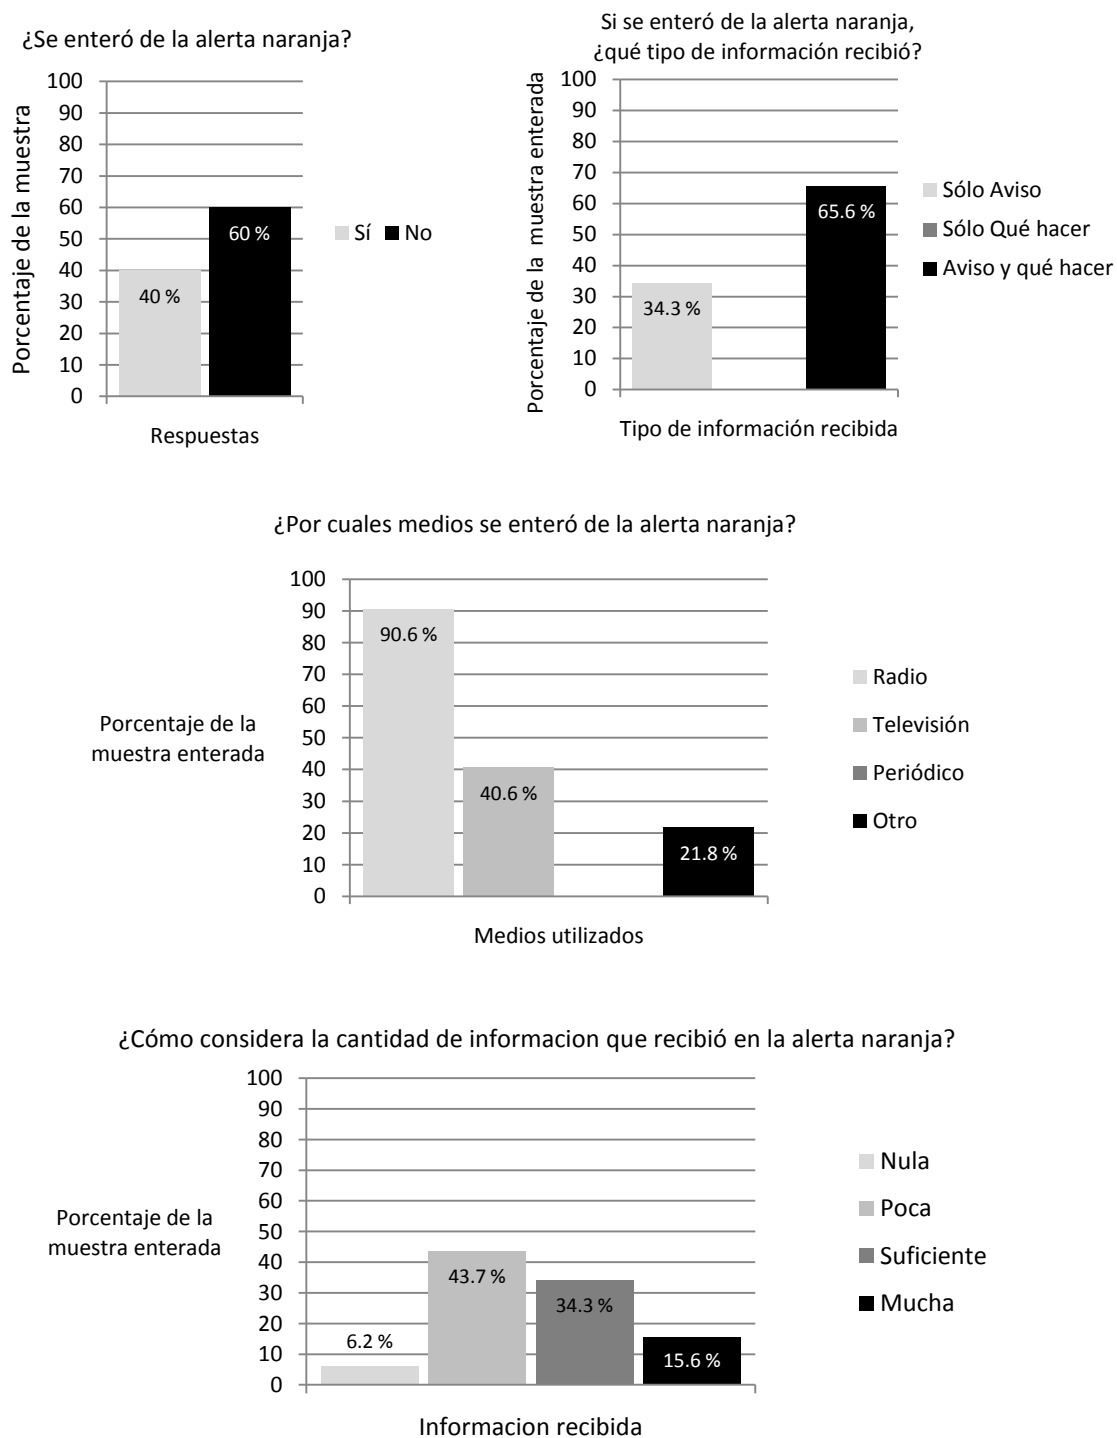 ¿Se enteró de la alerta naranja?
Porcentaje de la muestra
100
90
80
70
60
50
40
30
20
10
0
40 %
60 %
Sí
No
Respuestas
Si se enteró de la alerta naranja,
¿qué tipo de información recibió?
Porcentaje de la muestra enterada
100
90
80
70
60
50
40
30
20
10
0
34.3 %
65.6 %
Sólo Aviso
Sólo Qué hacer
Aviso y qué hacer
Tipo de información recibida
¿Por cuales medios se enteró de la alerta naranja?
Porcentaje de la
muestra enterada
100
90
80
70
60
50
40
30
20
10
0
90.6 %
40.6 %
21.8 %
Radio
Televisión
Periódico
Otro
Medios utilizados
¿Cómo considera la cantidad de informacion que recibió en la alerta naranja?
Porcentaje de la
muestra enterada
100
90
80
70
60
50
40
30
20
10
0
6.2 %
43.7 %
34.3 %
15.6 %
Nula
Poca
Suficiente
Mucha
Informacion recibida